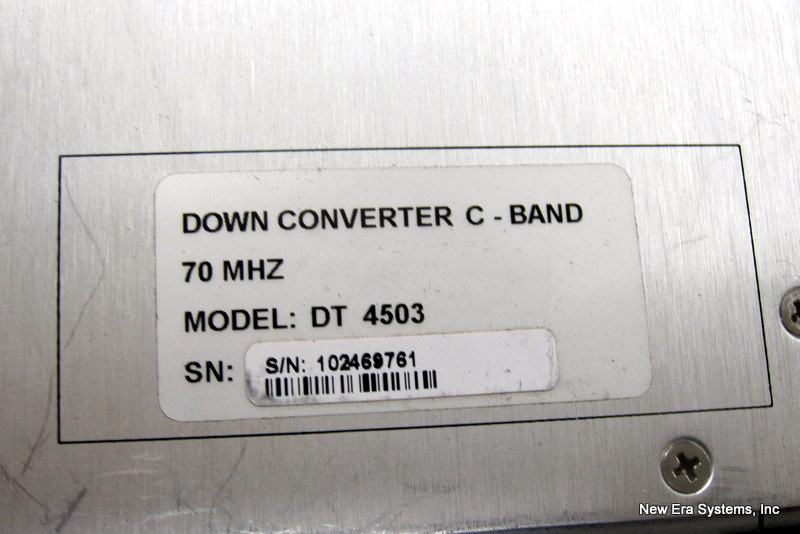 DOWN CONVERTER C - BAND
70 MHZ
MODEL: DT 4503
SN:
S/N: 102469761
New Era Systems, Inc